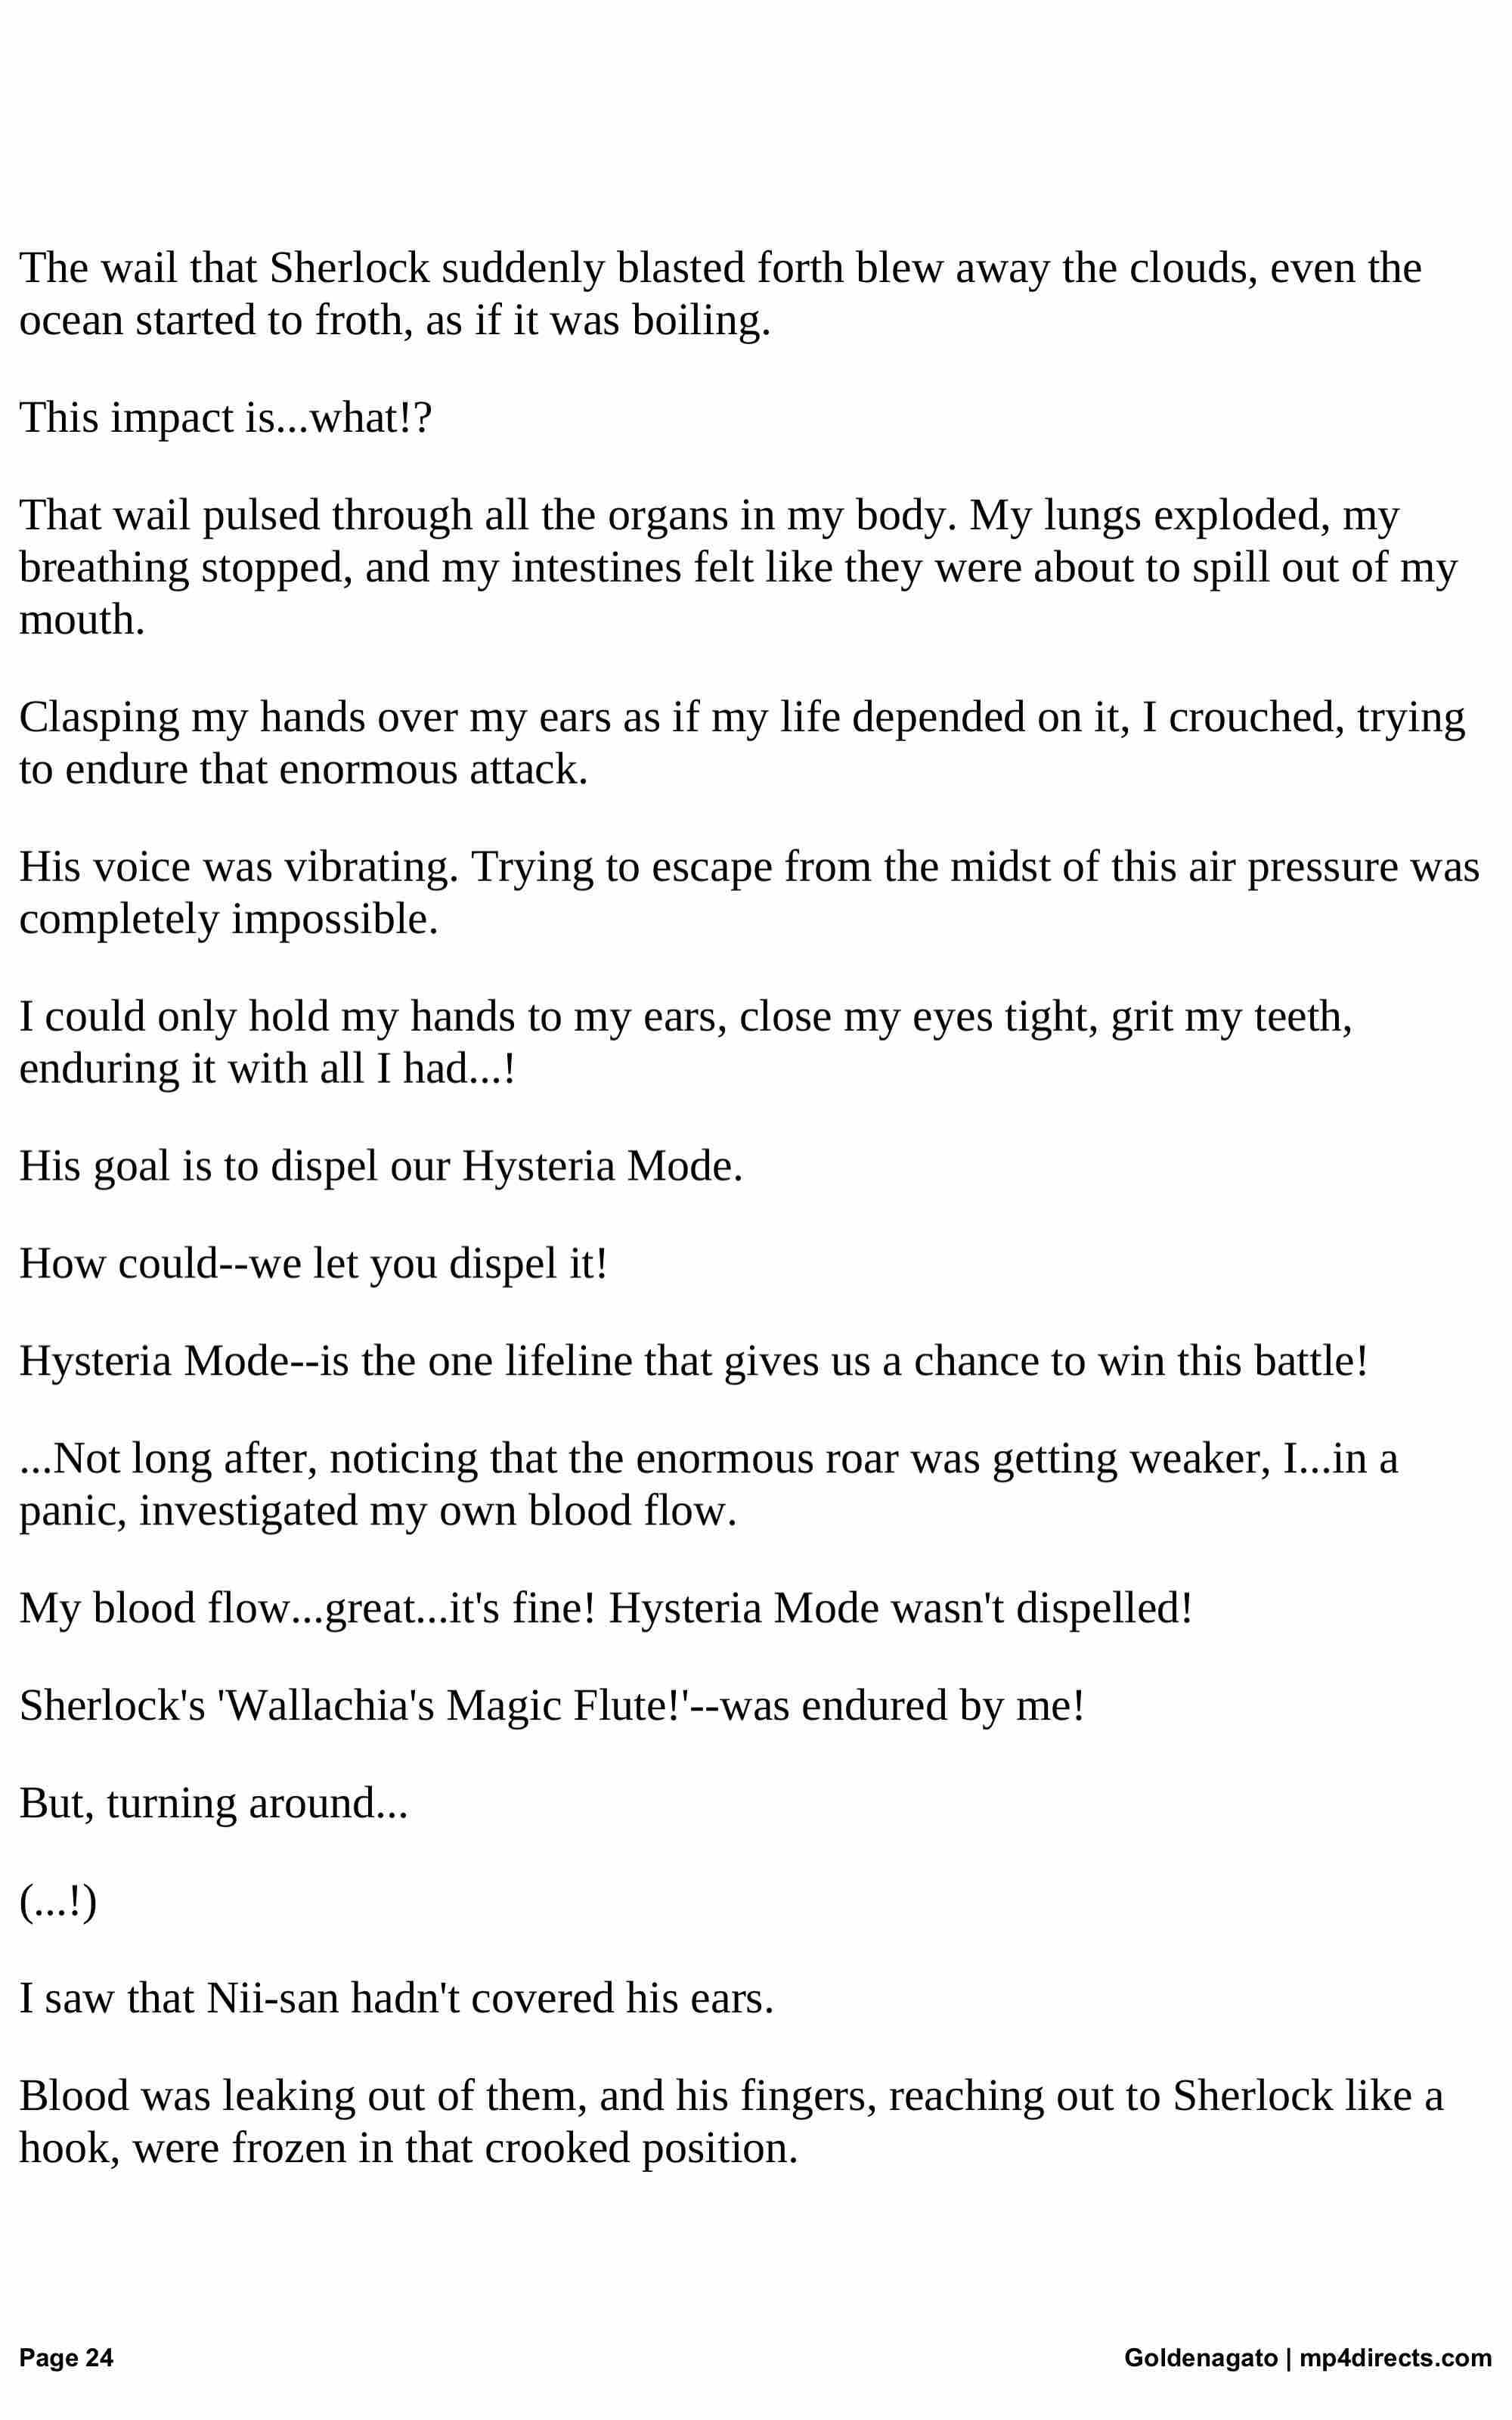 The wail that Sherlock suddenly blasted forth blew away the clouds, even the
ocean started to froth, as if it was boiling.
This impact is...what!?
That wail pulsed through all the organs in my body. My lungs exploded, my
breathing stopped, and my intestines felt like they were about to spill out of my
mouth.
Clasping my hands over my ears as if my life depended on it, I crouched, trying
to endure that enormous attack.
His voice was vibrating. Trying to escape from the midst of this air pressure was
completely impossible.
I could only hold my hands to my ears, close my eyes tight, grit my teeth,
enduring it with all I had...!
His goal is to dispel our Hysteria Mode.
How could--we let you dispel it!
Hysteria Mode--is the one lifeline that gives us a chance to win this battle!
...Not long after, noticing that the enormous roar was getting weaker, I...in a
panic, investigated my own blood flow.
My blood flow...great...it's fine! Hysteria Mode wasn't dispelled!
Sherlock's 'Wallachia's Magic Flute!'--was endured by me!
But, turning around...
(...!)
I saw that Nii-san hadn't covered his ears.
Blood was leaking out of them, and his fingers, reaching out to Sherlock like a
hook, were frozen in that crooked position.
Page 24
Goldenagato | mp4directs.com